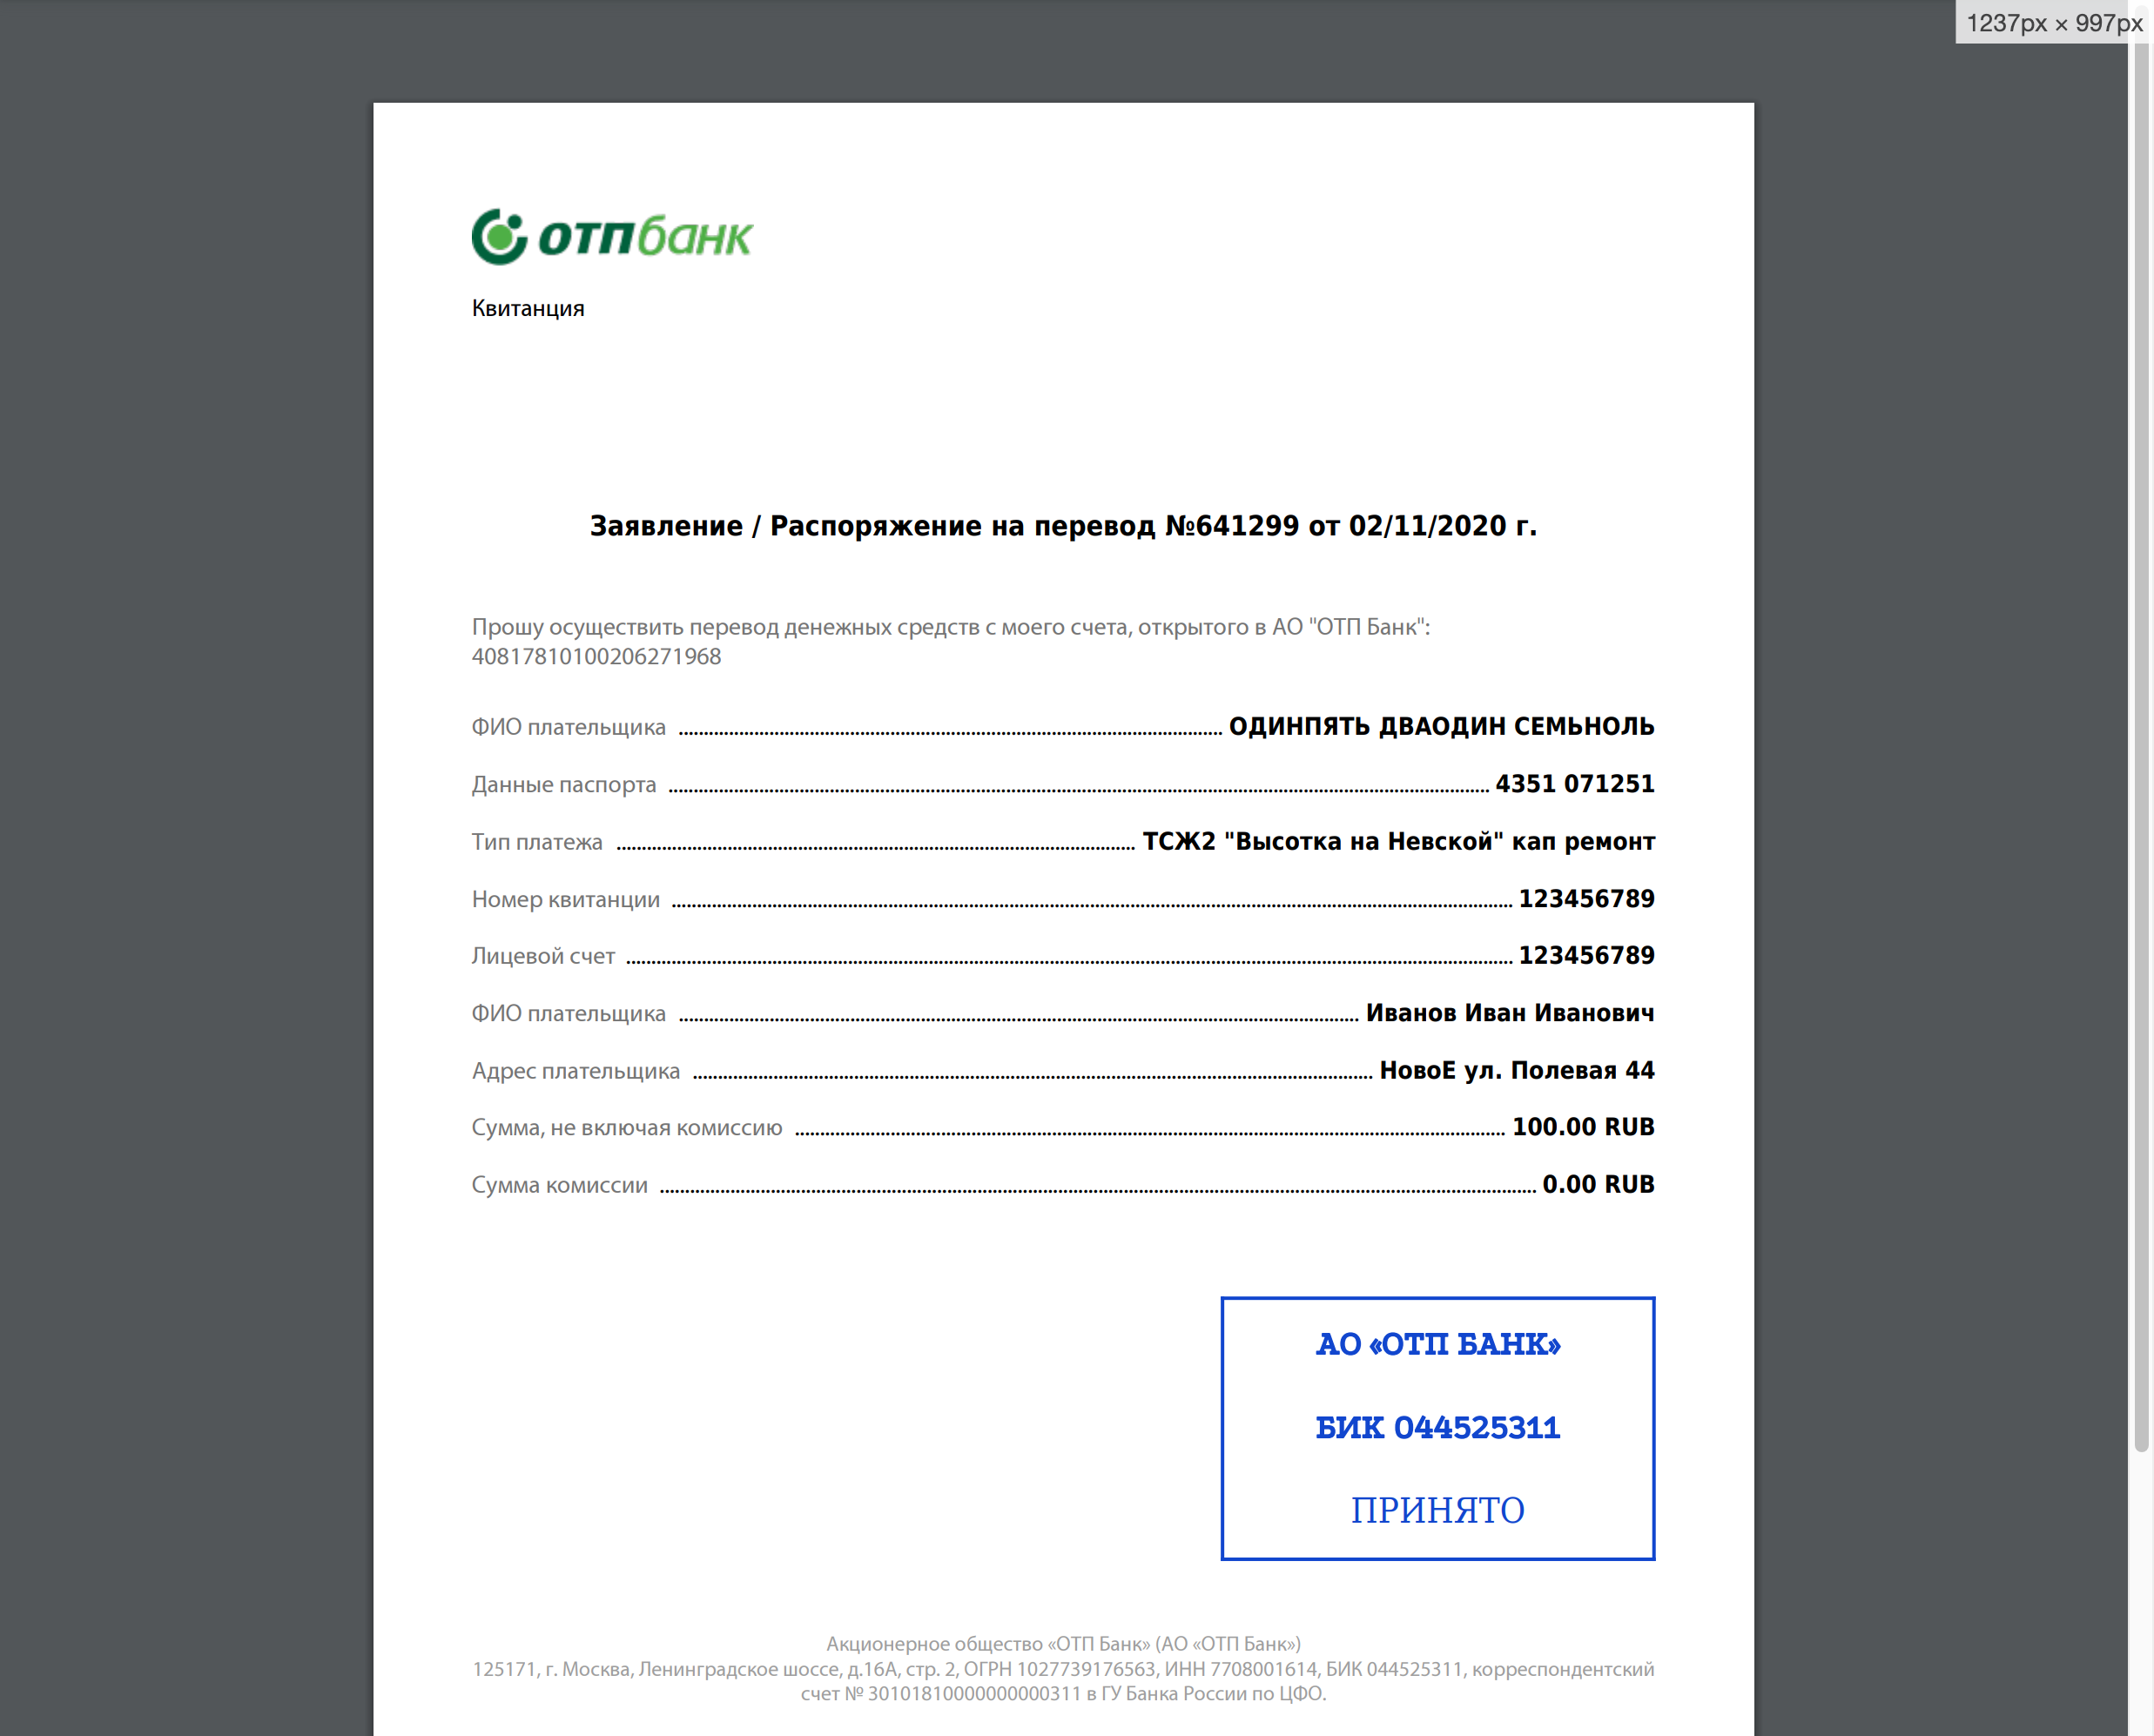 1237px × 997px
отпбанк
Квитанция
Заявление / Распоряжение на перевод №641299 от 02/11/2020 г.
Прошу осуществить перевод денежных средств с моего счета, открытого в АО "ОТП Банк":
40817810100206271968
ФИО плательщика ОДИНПЯТЬ ДВАОДИН СЕМЬНОЛЬ
Данные паспорта 4351 071251
Тип платежа ТСЖ2 "Высотка на Невской" кап ремонт
Номер квитанции 123456789
Лицевой счет 123456789
ФИО плательщика Иванов Иван Иванович
Адрес плательщика НовоЕ ул. Полевая 44
Сумма, не включая комиссию 100.00 RUB
Сумма комиссии 0.00 RUB
АО «ОТП БАНК»
БИК 044525311
ПРИНЯТО
Акционерное общество «ОТП Банк» (АО «ОТП Банк»)
125171, г. Москва, Ленинградское шоссе, д.16А, стр. 2, ОГРН 1027739176563, ИНН 7708001614, БИК 044525311, корреспондентский
счет № 30101810000000000311 в ГУ Банка России по ЦФО.